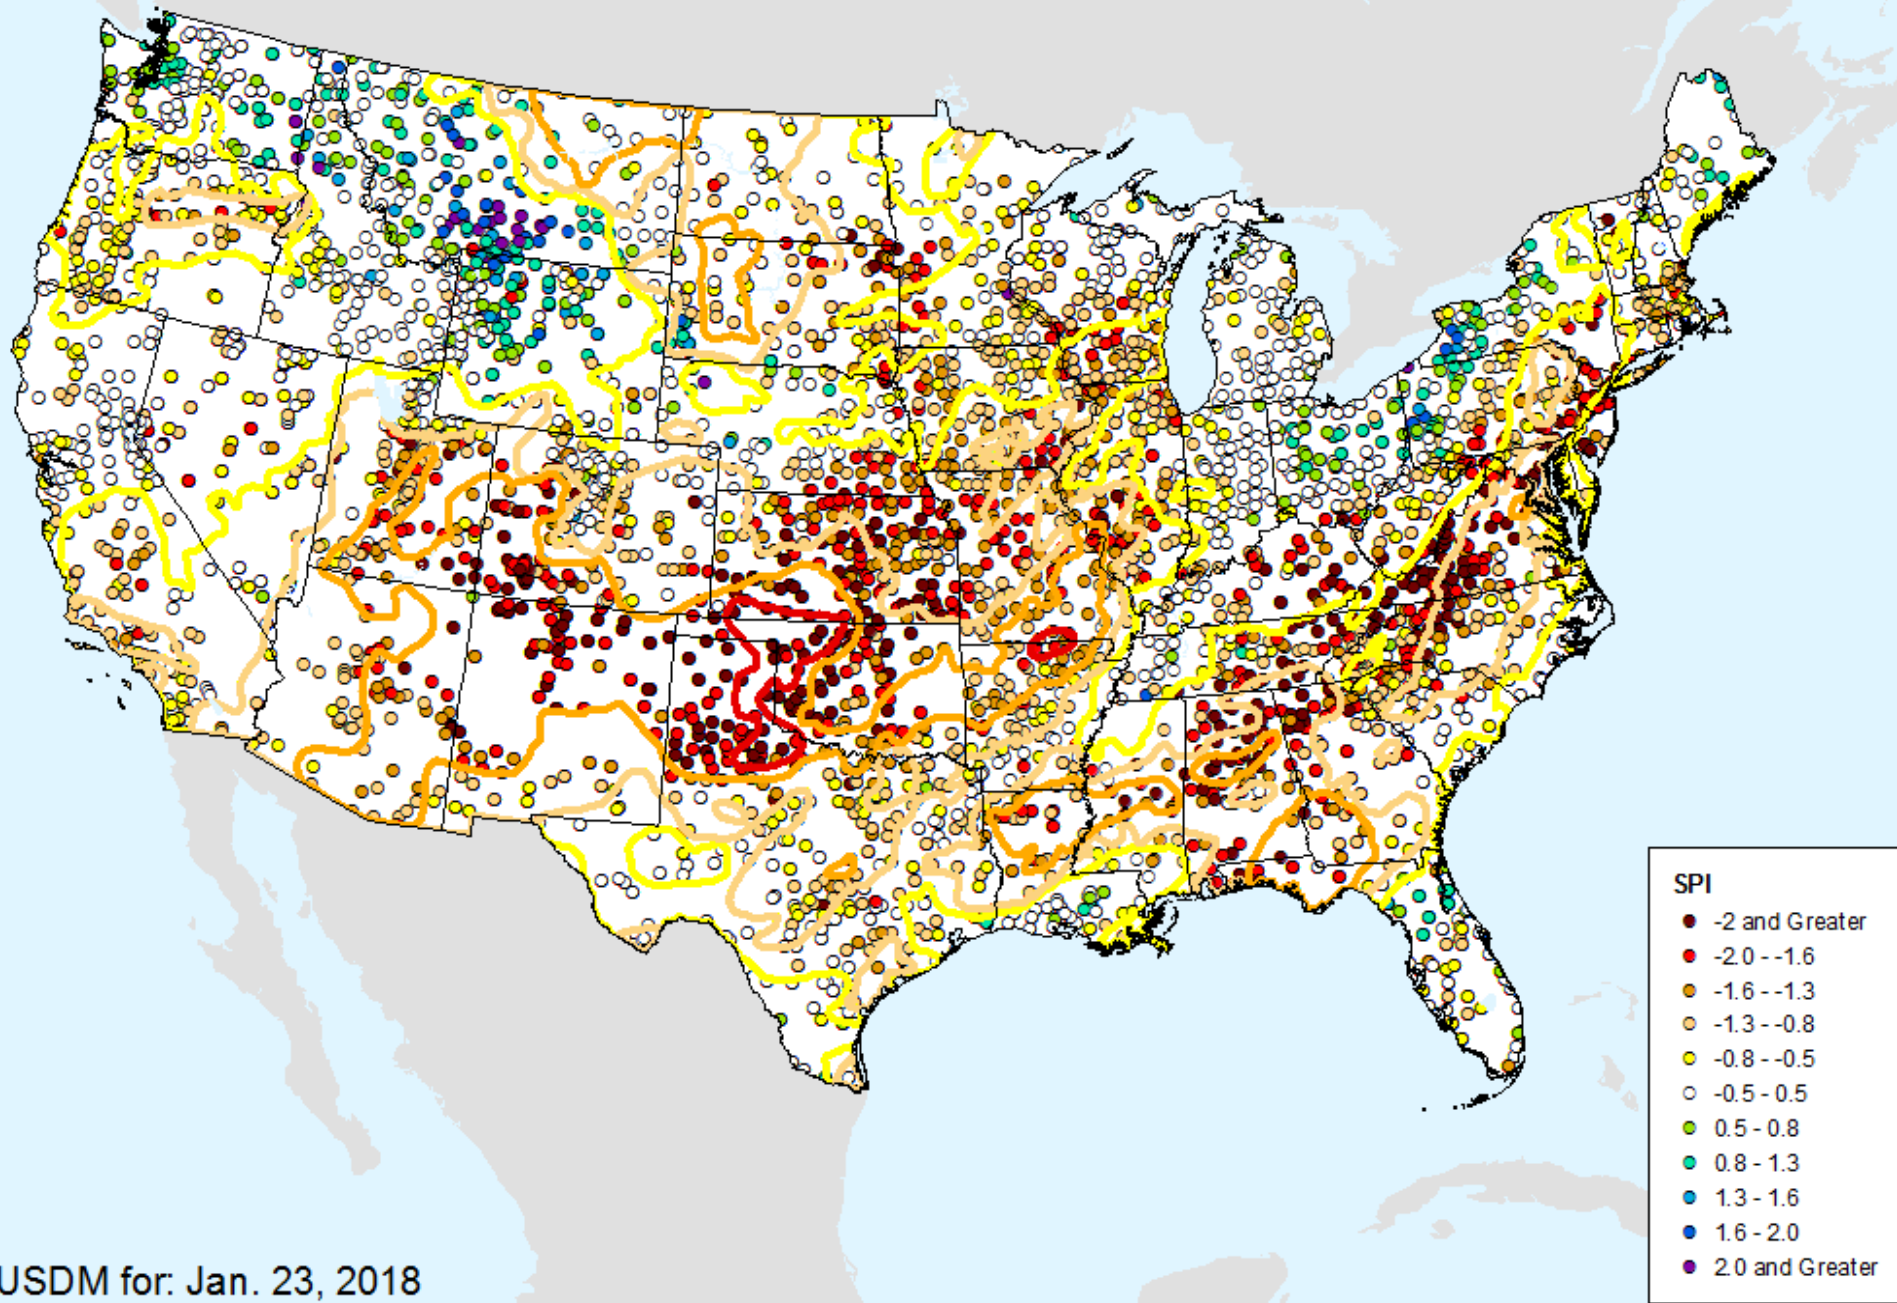 SPI
-2 and Greater
-2.0 - -1.6
-1.6 - -1.3
-1.3 - -0.8
-0.8 - -0.5
-0.5 - 0.5
0.5 - 0.8
0.8 - 1.3
1.3 - 1.6
1.6 - 2.0
2.0 and Greater
USDM for: Jan. 23, 2018